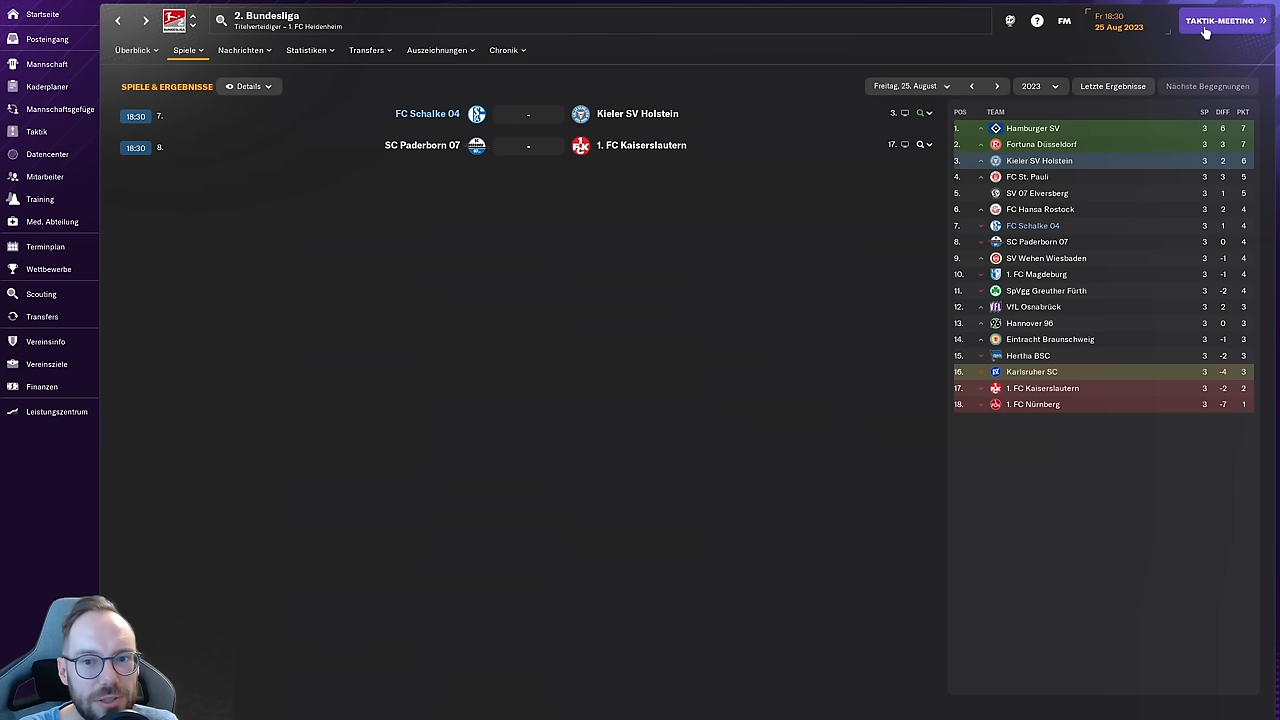 Startseite
Posteingang
Mannschaft
Kaderplaner
Mannschaftsgefüge
Taktik
Datencenter
Mitarbeiter
Training
Med. Abteilung
Terminplan
Wettbewerbe
Scouting
Transfers
Vereinsinfo
Vereinsziele
Finanzen
Leistungszentrum
2. Bundesliga
Titelverteidiger – 1. FC Heidenheim
FM
Fr 18:30
25 Aug 2023
TAKTIK-MEETING
Überblick Spiele Nachrichten Statistiken Transfers Auszeichnungen Chronik
SPIELE & ERGEBNISSE Details
Freitag, 25. August 2023 Letzte Ergebnisse Nächste Begegnungen
18:30 7. FC Schalke 04 - Kieler SV Holstein 3.
18:30 8. SC Paderborn 07 - 1. FC Kaiserslautern 17.
POS TEAM SP DIFF PKT
1. Hamburger SV 3 6 7
2. Fortuna Düsseldorf 3 3 7
3. Kieler SV Holstein 3 2 6
4. FC St. Pauli 3 3 5
5. SV 07 Elversberg 3 1 5
6. FC Hansa Rostock 3 2 4
7. FC Schalke 04 3 1 4
8. SC Paderborn 07 3 0 4
9. SV Wehen Wiesbaden 3 -1 4
10. 1. FC Magdeburg 3 -1 4
11. SpVgg Greuther Fürth 3 -2 4
12. VfL Osnabrück 3 2 3
13. Hannover 96 3 0 3
14. Eintracht Braunschweig 3 -1 3
15. Hertha BSC 3 -2 3
16. Karlsruher SC 3 -4 3
17. 1. FC Kaiserslautern 3 -2 2
18. 1. FC Nürnberg 3 -7 1